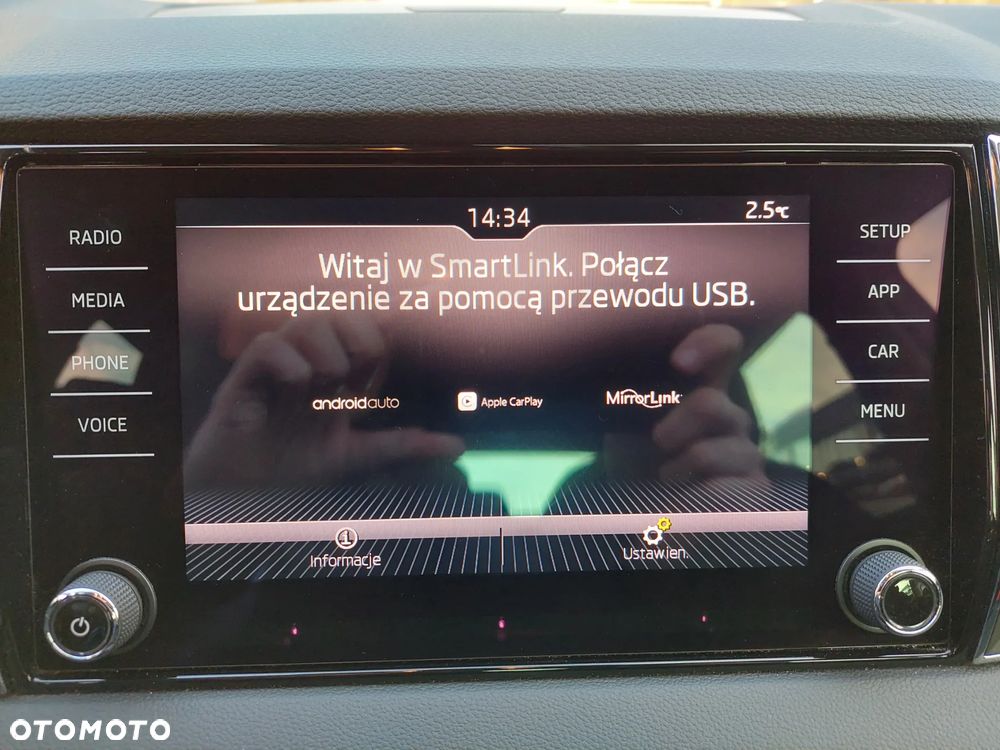 14:34
2.5°C
RADIO
MEDIA
PHONE
VOICE
Witaj w SmartLink. Połącz
urządzenie za pomocą przewodu USB.
androidauto
Apple CarPlay
MirrorLink
Informacje
Ustawien.
SETUP
APP
CAR
MENU
OTOMOTO